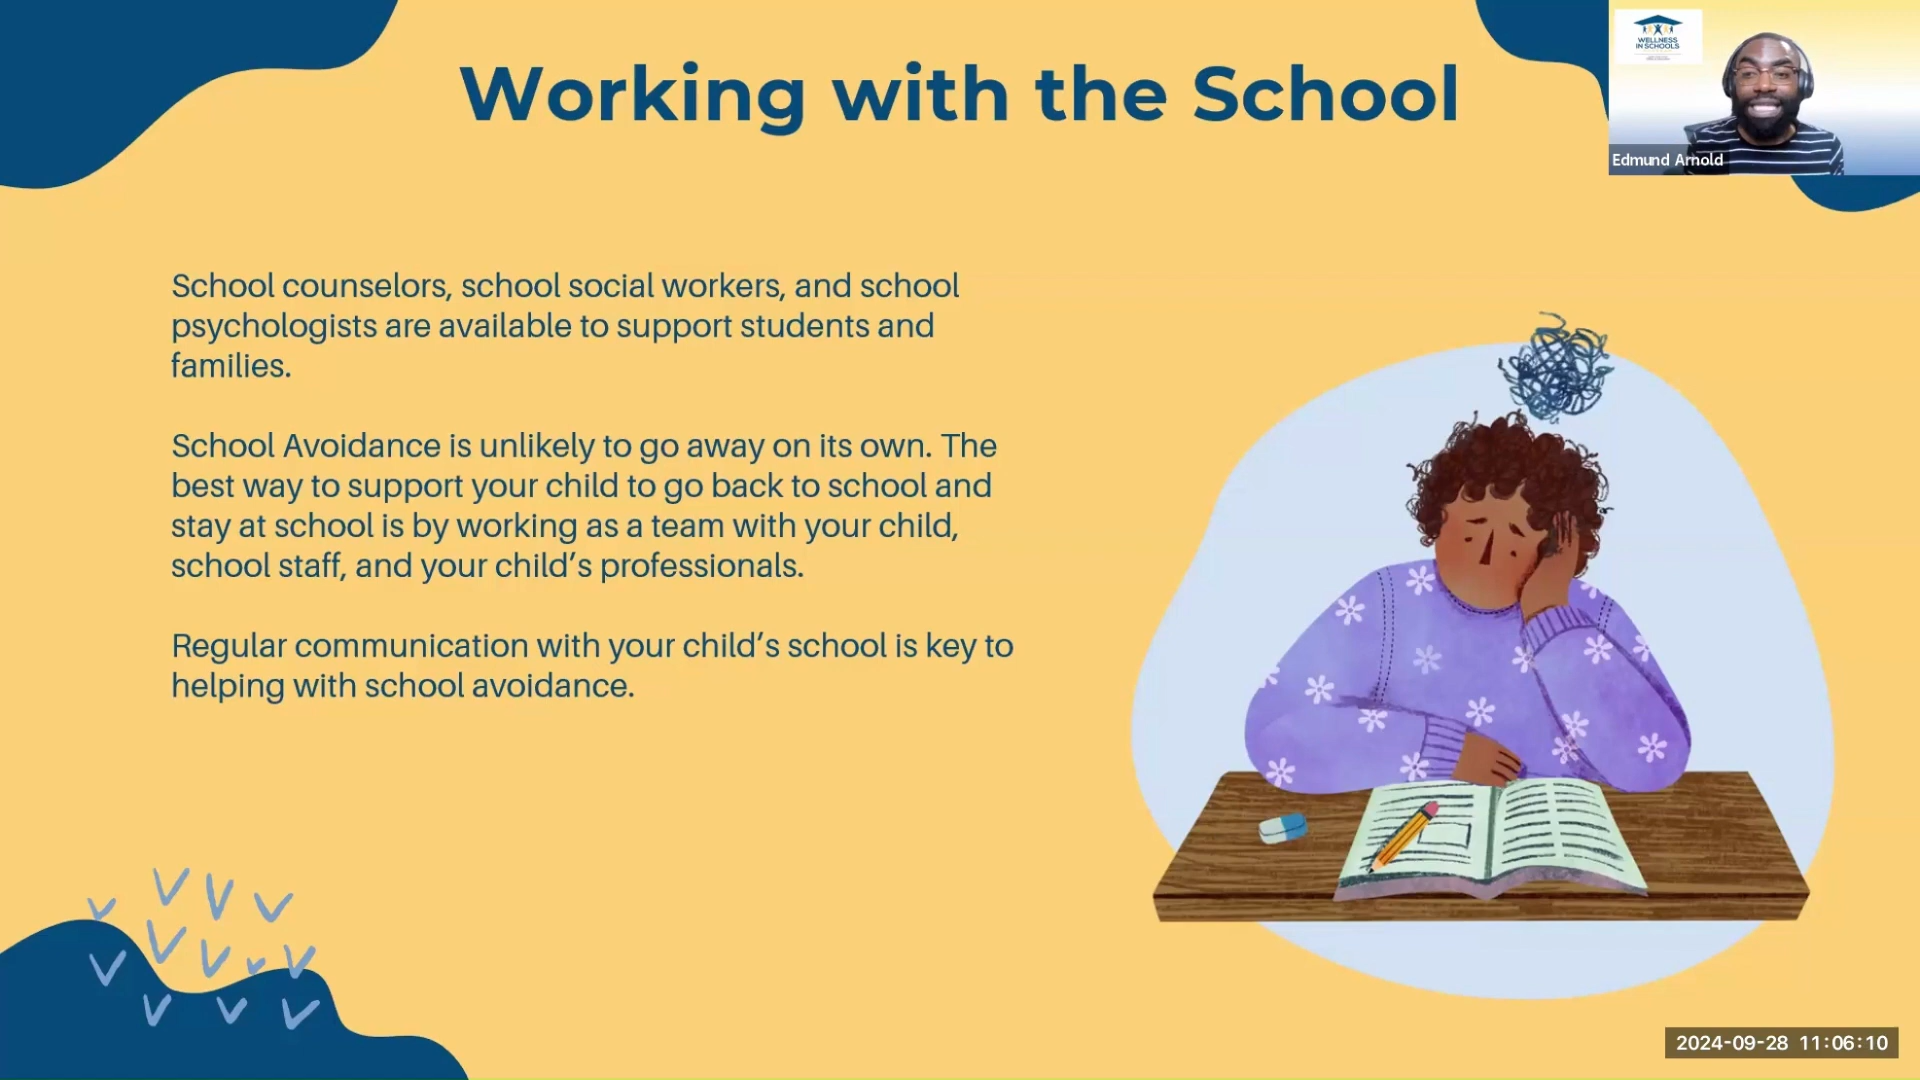 Working with the School
WELLNESS
IN SCHOOLS
Edmund Arnold
School counselors, school social workers, and school
psychologists are available to support students and
families.
School Avoidance is unlikely to go away on its own. The
best way to support your child to go back to school and
stay at school is by working as a team with your child,
school staff, and your child’s professionals.
Regular communication with your child’s school is key to
helping with school avoidance.
2024-09-28 11:06:10